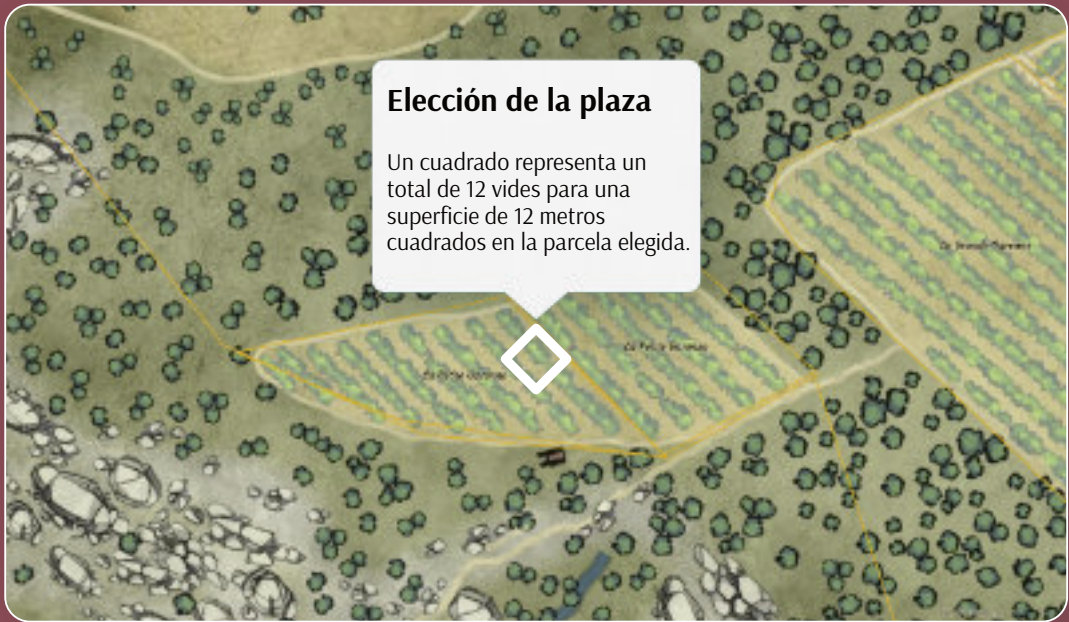 Elección de la plaza
Un cuadrado representa un
total de 12 vides para una
superficie de 12 metros
cuadrados en la parcela elegida.